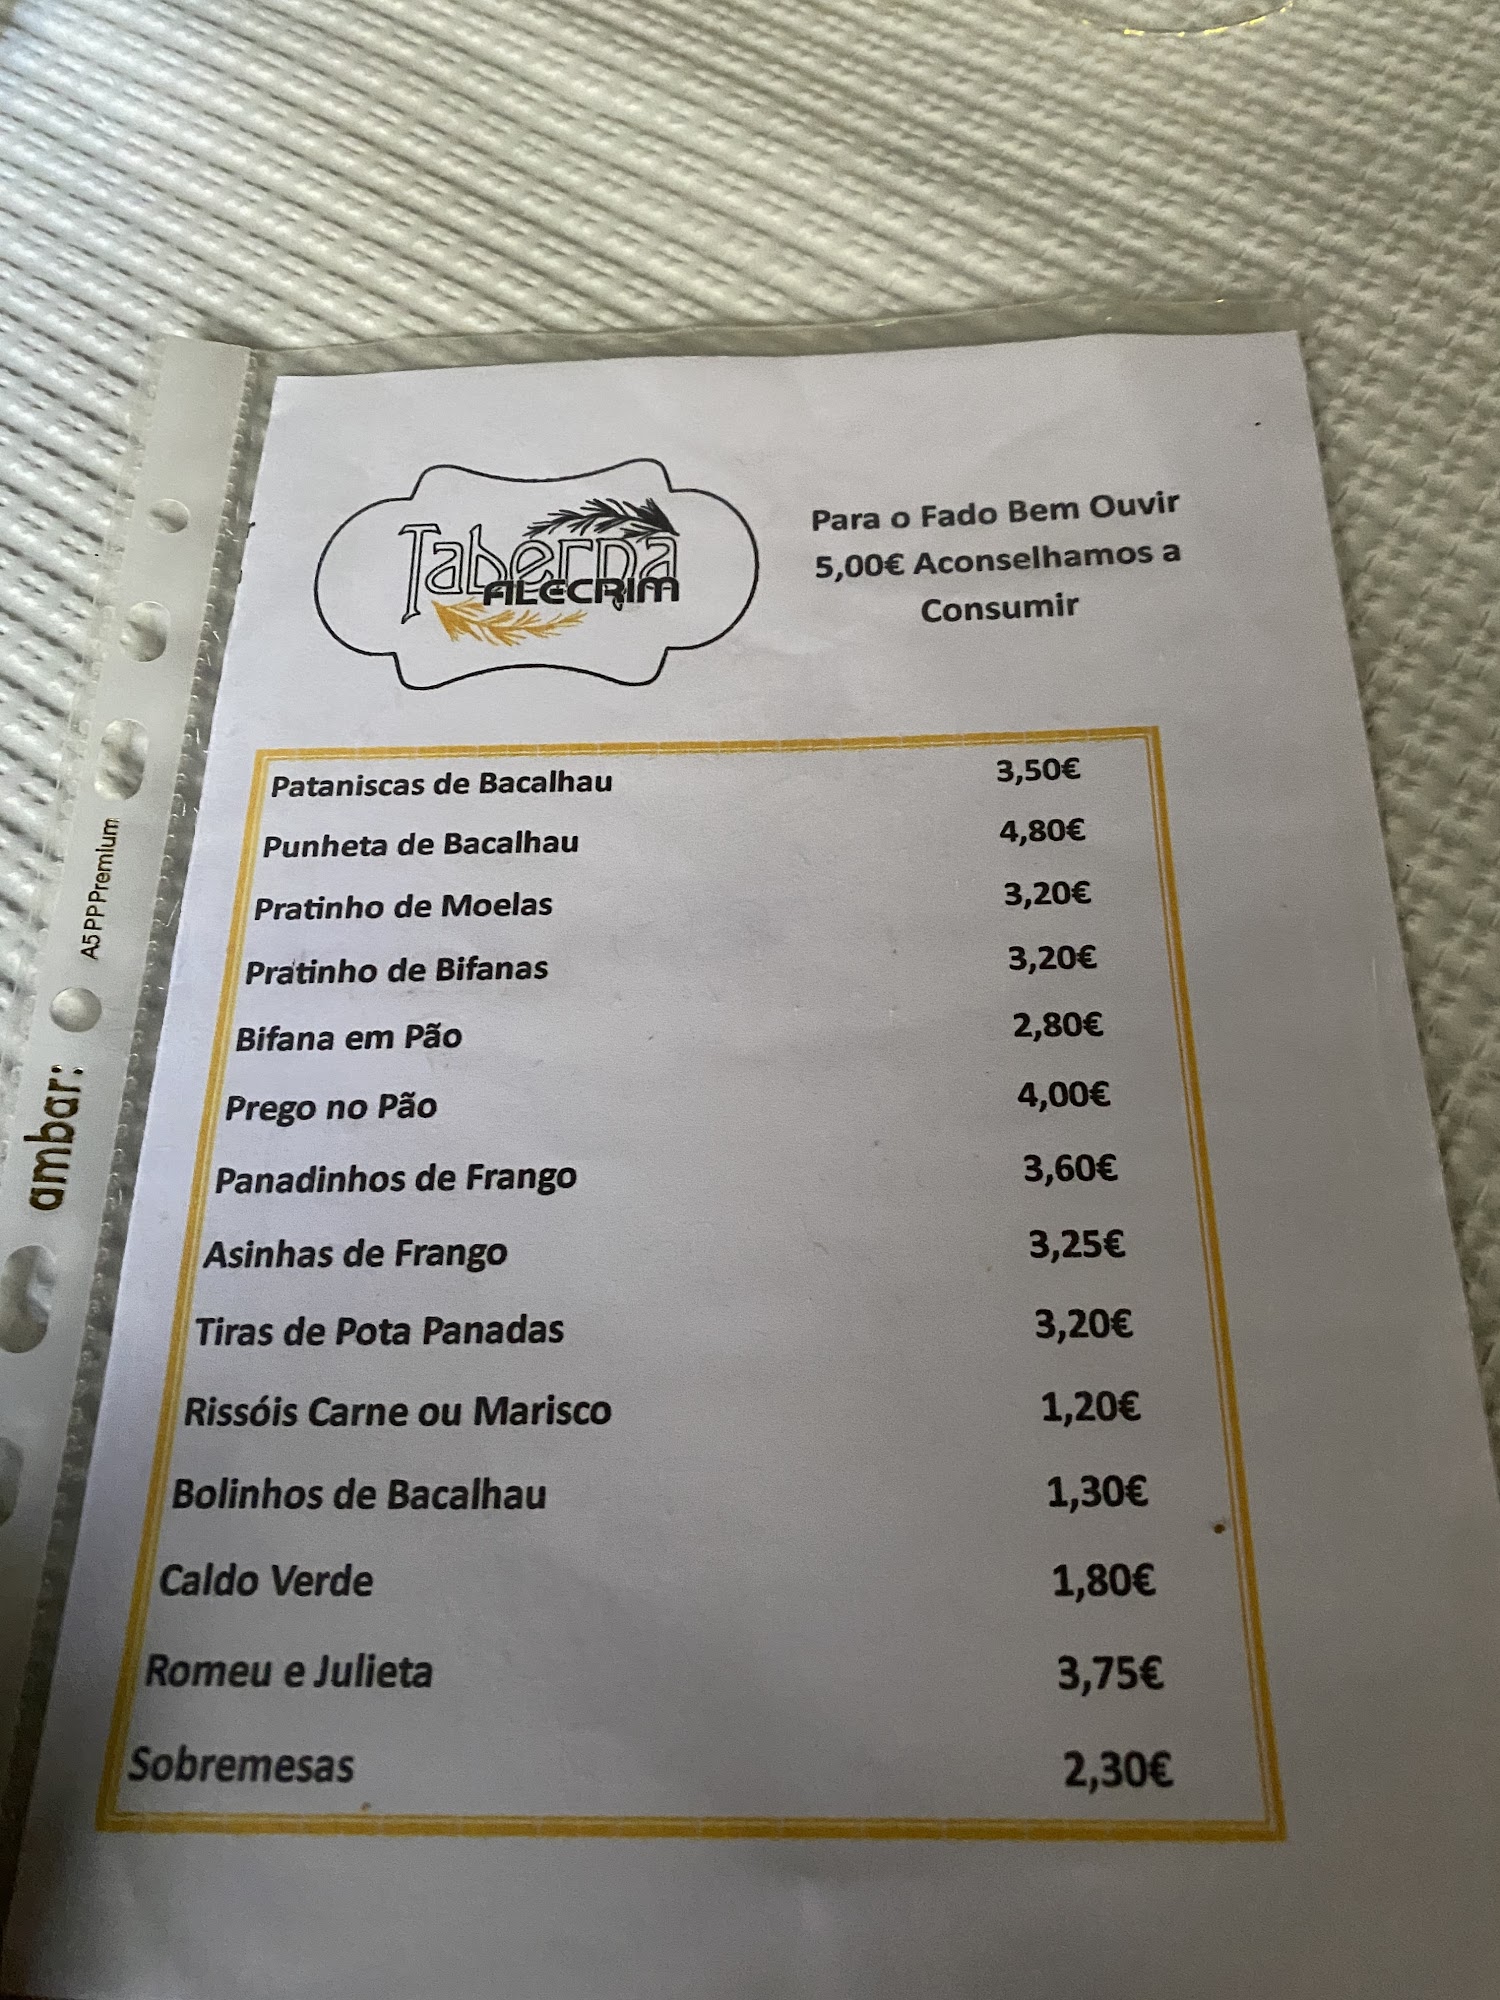 Taberna
ALECRIM
Para o Fado Bem Ouvir
5,00€ Aconselhamos a
Consumir
Pataniscas de Bacalhau 3,50€
Punheta de Bacalhau 4,80€
Pratinho de Moelas 3,20€
Pratinho de Bifanas 3,20€
Bifana em Pão 2,80€
Prego no Pão 4,00€
Panadinhos de Frango 3,60€
Asinhas de Frango 3,25€
Tiras de Pota Panadas 3,20€
Rissóis Carne ou Marisco 1,20€
Bolinhos de Bacalhau 1,30€
Caldo Verde 1,80€
Romeu e Julieta 3,75€
Sobremesas 2,30€
ambar:
A5 PP Premium